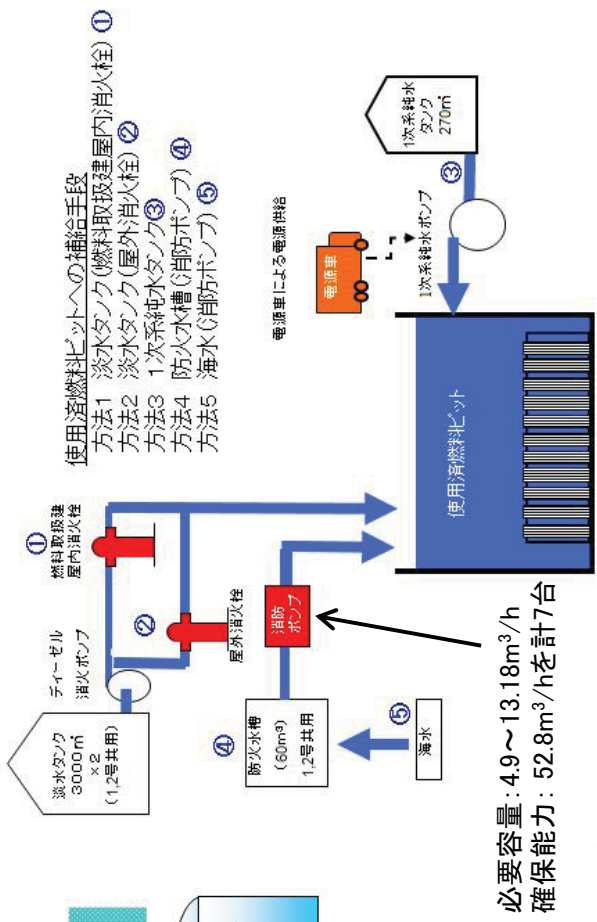 使用済燃料ピットへの補給手段
方法1 淡水タンク(燃料取扱建屋内消火栓) ①
方法2 淡水タンク(屋外消火栓) ②
方法3 1次系純水タンク③
方法4 防火水槽(消防ポンプ) ④
方法5 海水(消防ポンプ) ⑤
淡水タンク
3000㎥
×2
(1,2号共用)
ディーゼル
消火ポンプ
①
燃料取扱建
屋内消火栓
②
屋外消火栓
④
防火水槽
(60m³)
1,2号共用
消防
ポンプ
⑤
海水
電源車による電源供給
電源車
1次系純水ポンプ
③
1次系純水
タンク
270㎥
使用済燃料ピット
必要容量:4.9～13.18m³/h
確保能力: 52.8m³/hを計7台